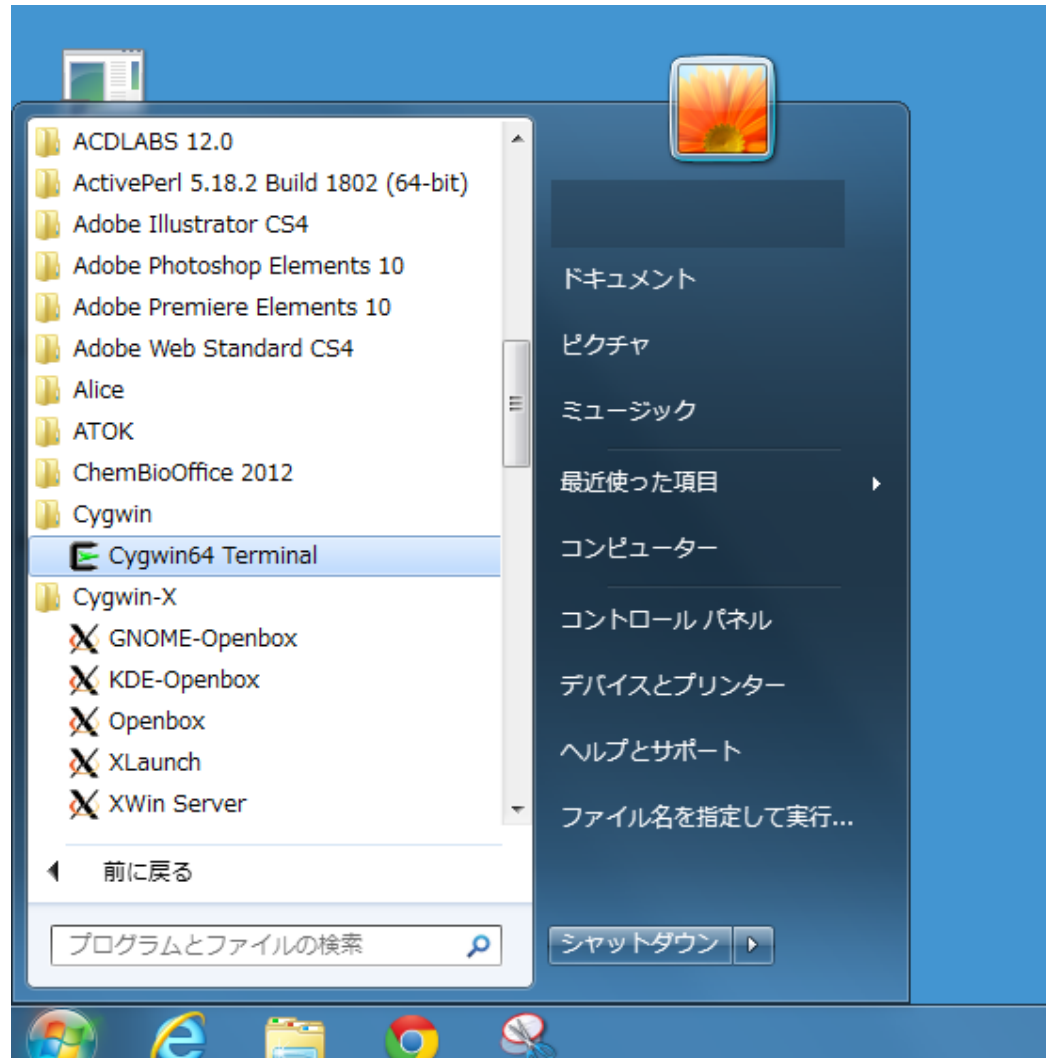 ACDLABS 12.0
ActivePerl 5.18.2 Build 1802 (64-bit)
Adobe Illustrator CS4
Adobe Photoshop Elements 10
Adobe Premiere Elements 10
Adobe Web Standard CS4
Alice
ATOK
ChemBioOffice 2012
Cygwin
Cygwin64 Terminal
Cygwin-X
GNOME-Openbox
KDE-Openbox
Openbox
XLaunch
XWin Server
前に戻る
プログラムとファイルの検索
ドキュメント
ピクチャ
ミュージック
最近使った項目
コンピューター
コントロール パネル
デバイスとプリンター
ヘルプとサポート
ファイル名を指定して実行...
シャットダウン